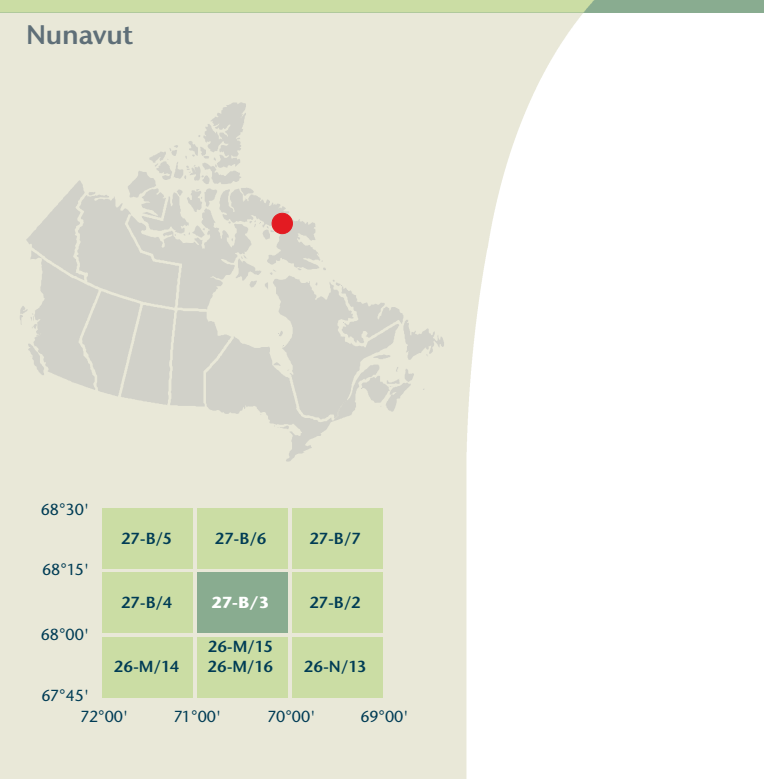 Nunavut
68°30'
27-B/5 27-B/6 27-B/7
68°15'
27-B/4 27-B/3 27-B/2
68°00'
26-M/15
26-M/14 26-M/16 26-N/13
67°45'
72°00' 71°00' 70°00' 69°00'